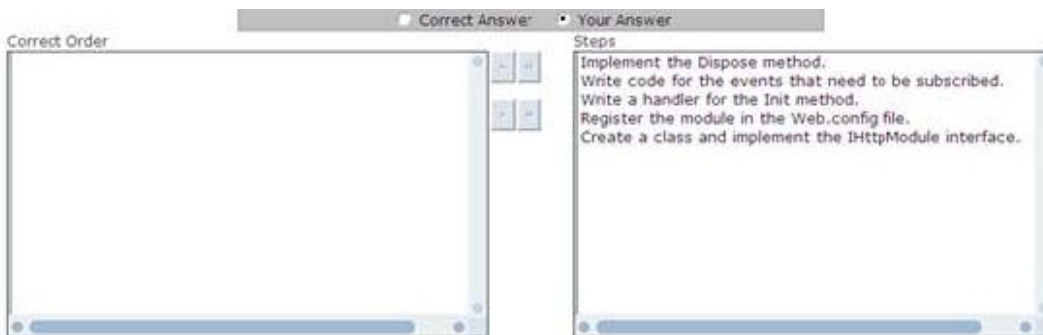 Correct Answer Your Answer
Correct Order
Steps
Implement the Dispose method.
Write code for the events that need to be subscribed.
Write a handler for the Init method.
Register the module in the Web.config file.
Create a class and implement the IHttpModule interface.